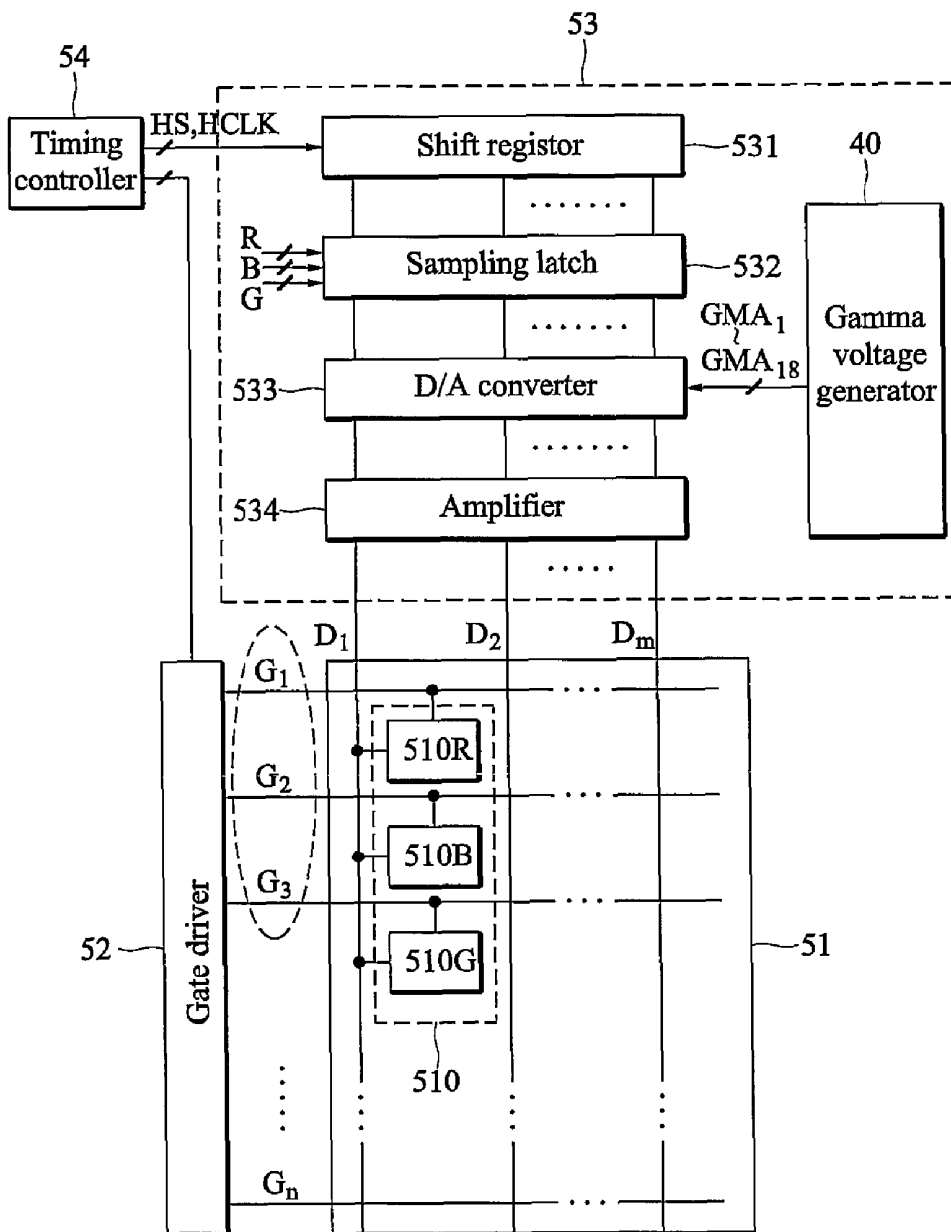 53
54
HS,HCLK
Timing
controller
Shift registor
531
40
R
B
G
Sampling latch
532
GMA1
~
GMA18
Gamma
voltage
generator
533
D/A converter
534
Amplifier
D1
D2
Dm
G1
510R
G2
510B
G3
510G
52
Gate driver
51
510
Gn